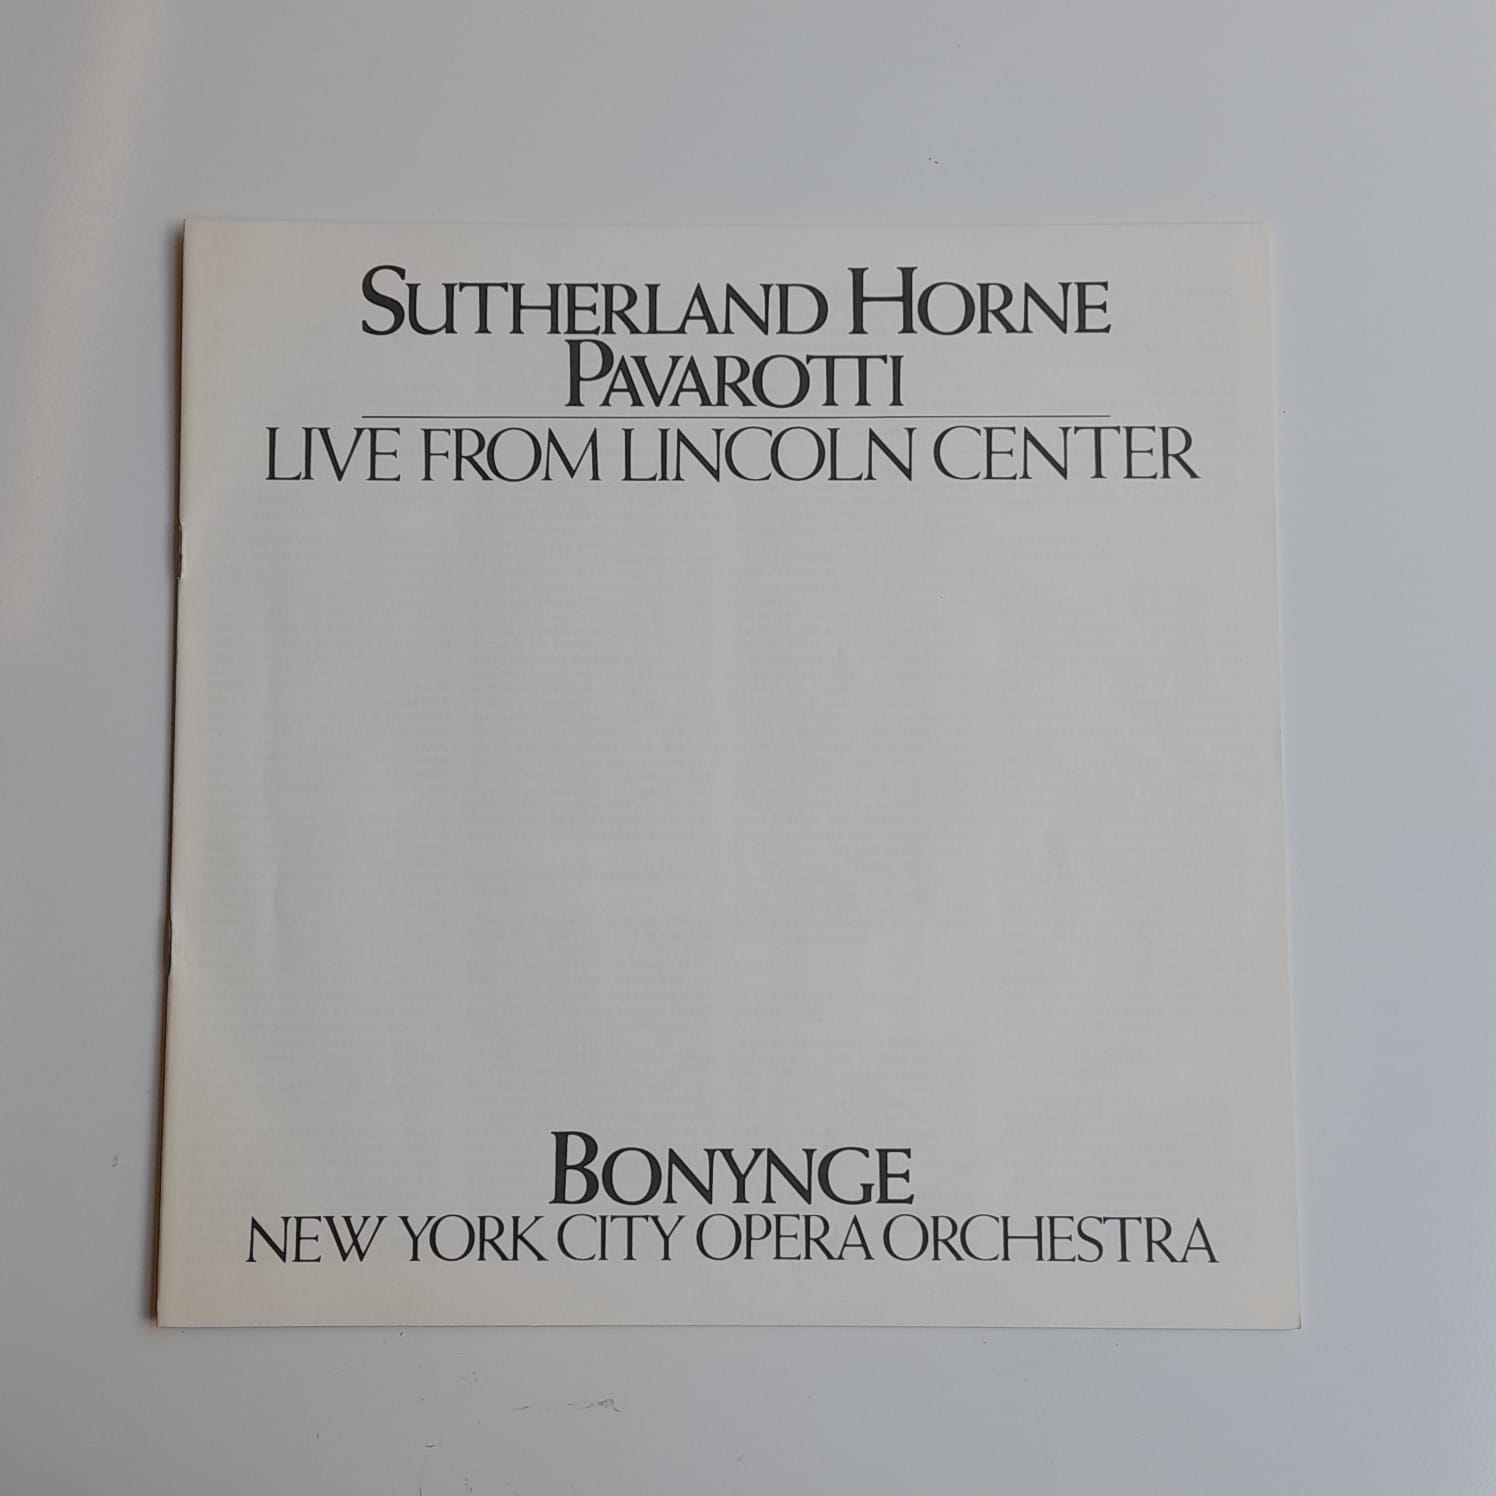 SUTHERLAND HORNE
PAVAROTTI
LIVE FROM LINCOLN CENTER
BONYNGE
NEW YORK CITY OPERA ORCHESTRA